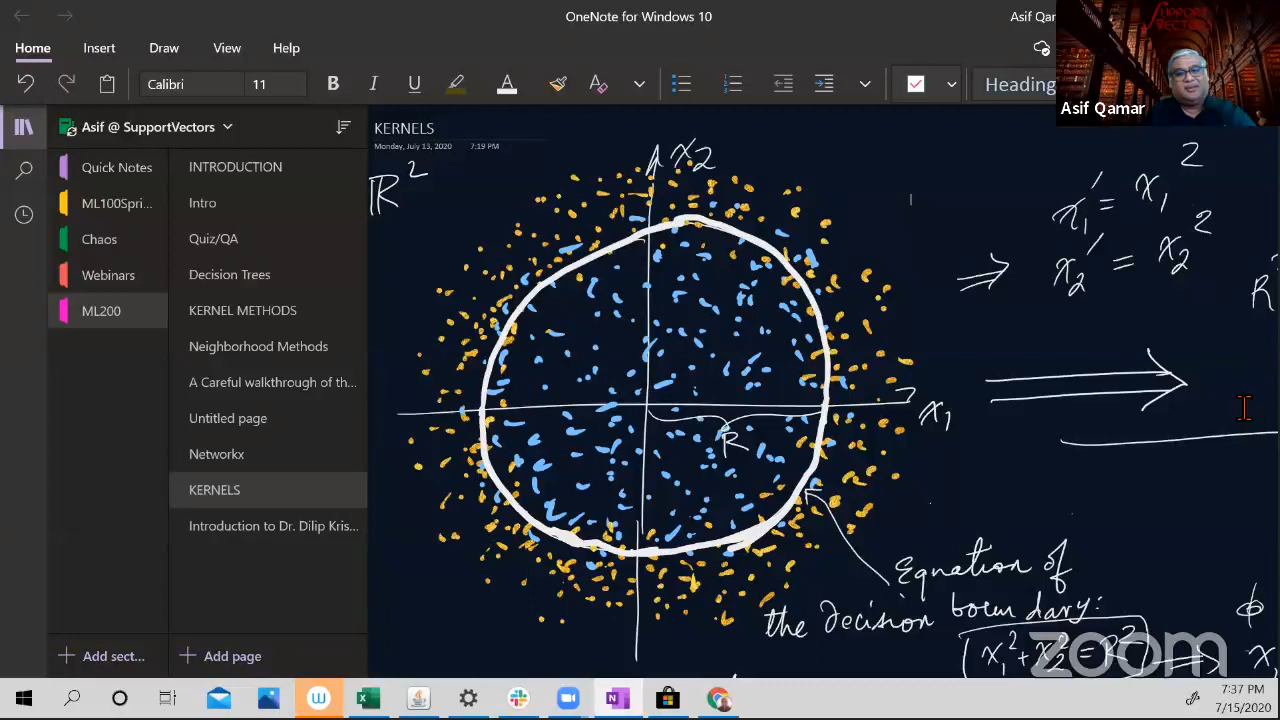 OneNote for Windows 10
Asif Qamar
SUPPORT
VECTORS
Home Insert Draw View Help
Calibri 11 B I U A Heading
Asif @ SupportVectors
Quick Notes
ML100Spri...
Chaos
Webinars
ML200
Add sect...
INTRODUCTION
Intro
Quiz/QA
Decision Trees
KERNEL METHODS
Neighborhood Methods
A Careful walkthrough of th...
Untitled page
Networkx
KERNELS
Introduction to Dr. Dilip Kris...
Add page
KERNELS
Monday, July 13, 2020 7:19 PM
ℝ²
x2
x1
R
x1' = x1²
⇒ x2' = x2²
R
Equation of
the decision boundary:
x1² + x2² = R² ⇒
ϕ
x
zoom
7:37 PM
7/15/2020